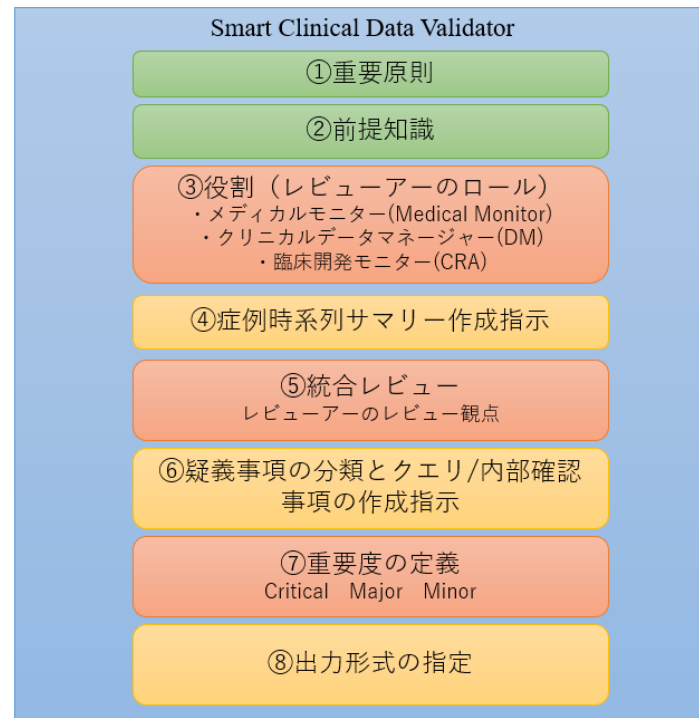 Smart Clinical Data Validator
①重要原則
②前提知識
③役割（レビューアーのロール）
・メディカルモニター(Medical Monitor)
・クリニカルデータマネージャー(DM)
・臨床開発モニター(CRA)
④症例時系列サマリー作成指示
⑤統合レビュー
レビューアーのレビュー観点
⑥疑義事項の分類とクエリ/内部確認
事項の作成指示
⑦重要度の定義
Critical　Major　Minor
⑧出力形式の指定